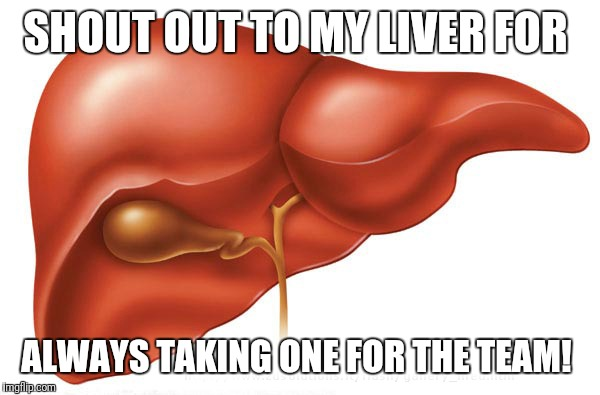 SHOUT OUT TO MY LIVER FOR
ALWAYS TAKING ONE FOR THE TEAM!
imgflip.com